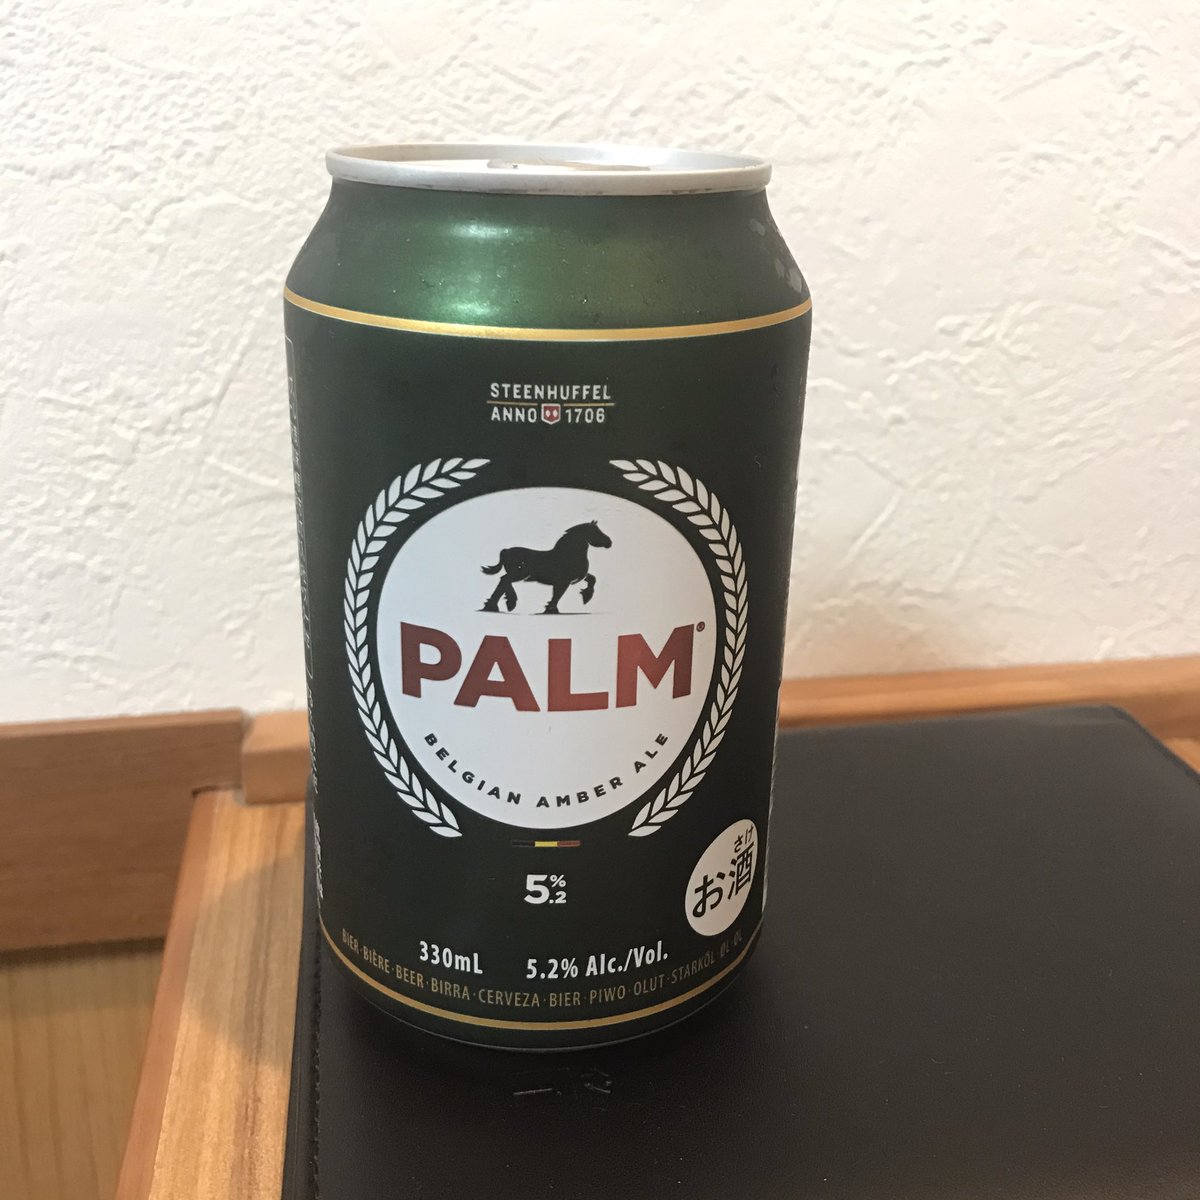 STEENHUFFEL
ANNO 1706
PALM®
BELGIAN AMBER ALE
5.2%
さけ
お酒
330mL 5.2% Alc./Vol.
BIER·BIÈRE·BEER·BIRRA·CERVEZA·BIER·PIWO·OLUT·STARKÖL·ØL·ØL